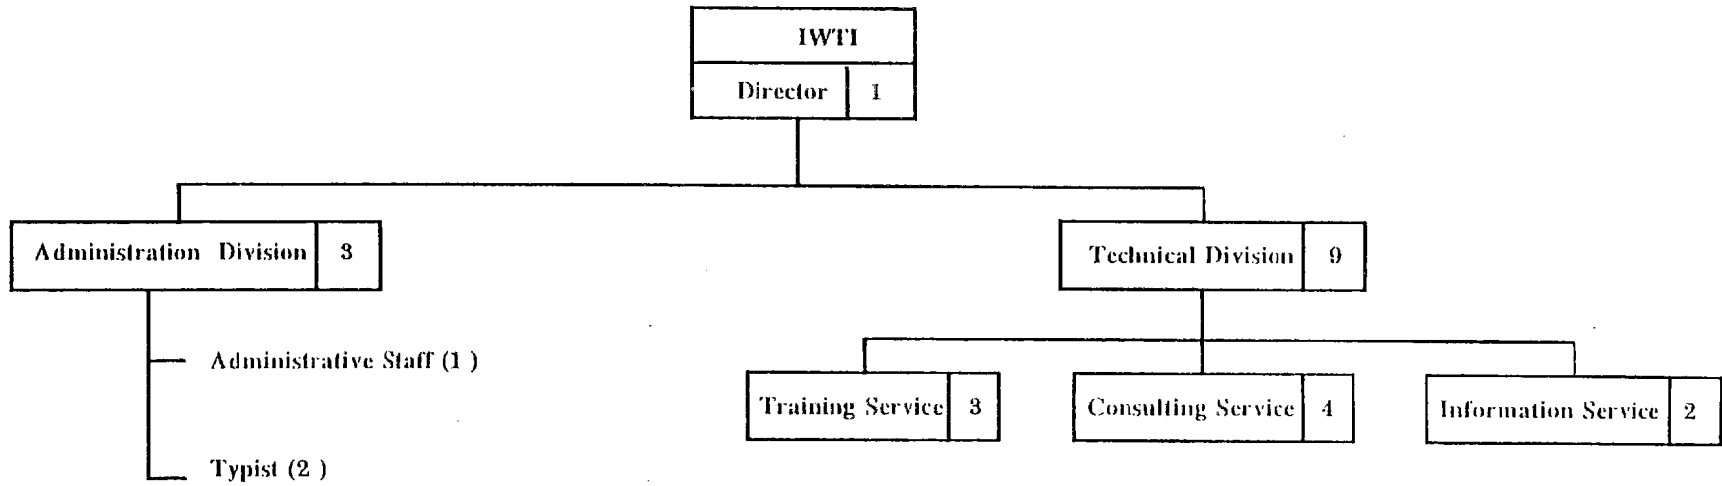 IWTI
Director 1
Administration Division 3
Technical Division 9
Administrative Staff (1 )
Training Service 3
Consulting Service 4
Information Service 2
Typist (2 )